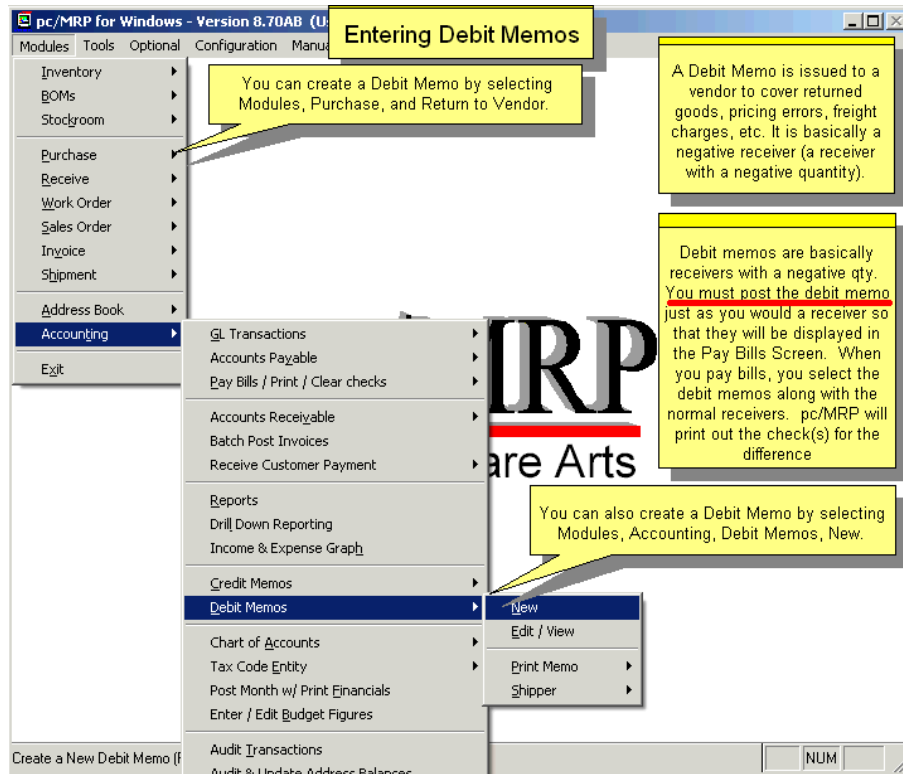 pc/MRP for Windows - Version 8.70AB (U
Entering Debit Memos
Modules Tools Optional Configuration Manua
Inventory
BOMs
Stockroom
Purchase
Receive
Work Order
Sales Order
Invoice
Shipment
Address Book
Accounting
Exit
You can create a Debit Memo by selecting
Modules, Purchase, and Return to Vendor.
A Debit Memo is issued to a
vendor to cover returned
goods, pricing errors, freight
charges, etc. It is basically a
negative receiver (a receiver
with a negative quantity).
Debit memos are basically
receivers with a negative qty.
You must post the debit memo
just as you would a receiver so
that they will be displayed in
the Pay Bills Screen. When
you pay bills, you select the
debit memos along with the
normal receivers. pc/MRP will
print out the check(s) for the
difference
MRP
are Arts
GL Transactions
Accounts Payable
Pay Bills / Print / Clear checks
Accounts Receivable
Batch Post Invoices
Receive Customer Payment
Reports
Drill Down Reporting
Income & Expense Graph
Credit Memos
Debit Memos
Chart of Accounts
Tax Code Entity
Post Month w/ Print Financials
Enter / Edit Budget Figures
Audit Transactions
Audit & Update Address Balances
You can also create a Debit Memo by selecting
Modules, Accounting, Debit Memos, New.
New
Edit / View
Print Memo
Shipper
Create a New Debit Memo (
NUM